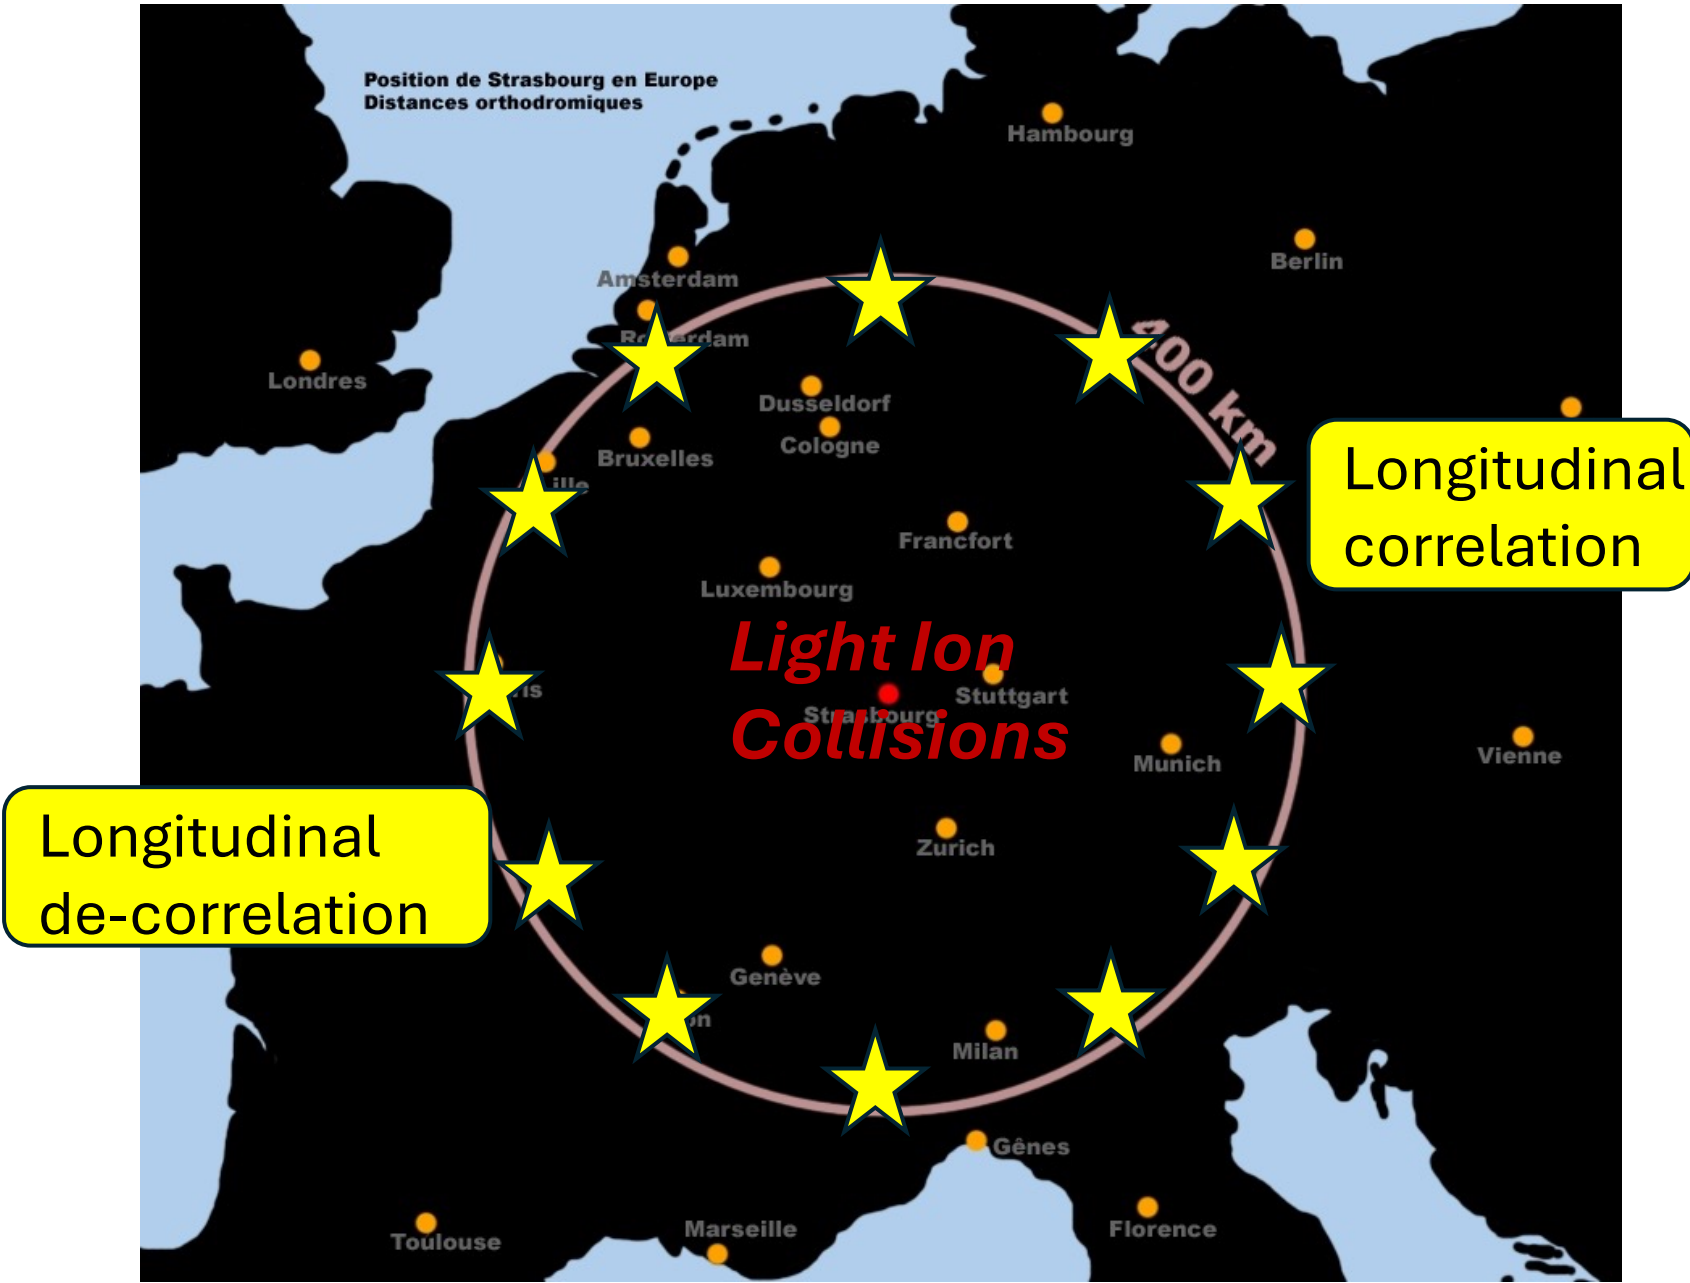 Position de Strasbourg en Europe
Distances orthodromiques
Hambourg
Berlin
Amsterdam
400 km
Londres
Dusseldorf
Cologne
Bruxelles
Longitudinal
correlation
Francfort
Luxembourg
Light Ion
Stuttgart
Strasbourg
Collisions
Munich
Vienne
Longitudinal
de-correlation
Zurich
Genève
Milan
Gênes
Marseille
Florence
Toulouse